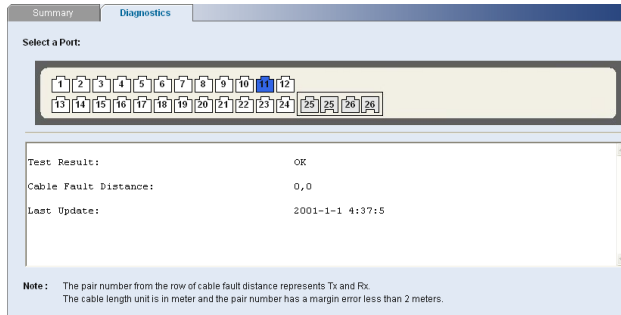 Summary Diagnostics
Select a Port:
1 2 3 4 5 6 7 8 9 10 11 12
13 14 15 16 17 18 19 20 21 22 23 24 25 25 26 26
Test Result: OK
Cable Fault Distance: 0,0
Last Update: 2001-1-1 4:37:5
Note : The pair number from the row of cable fault distance represents Tx and Rx.
The cable length unit is in meter and the pair number has a margin error less than 2 meters.